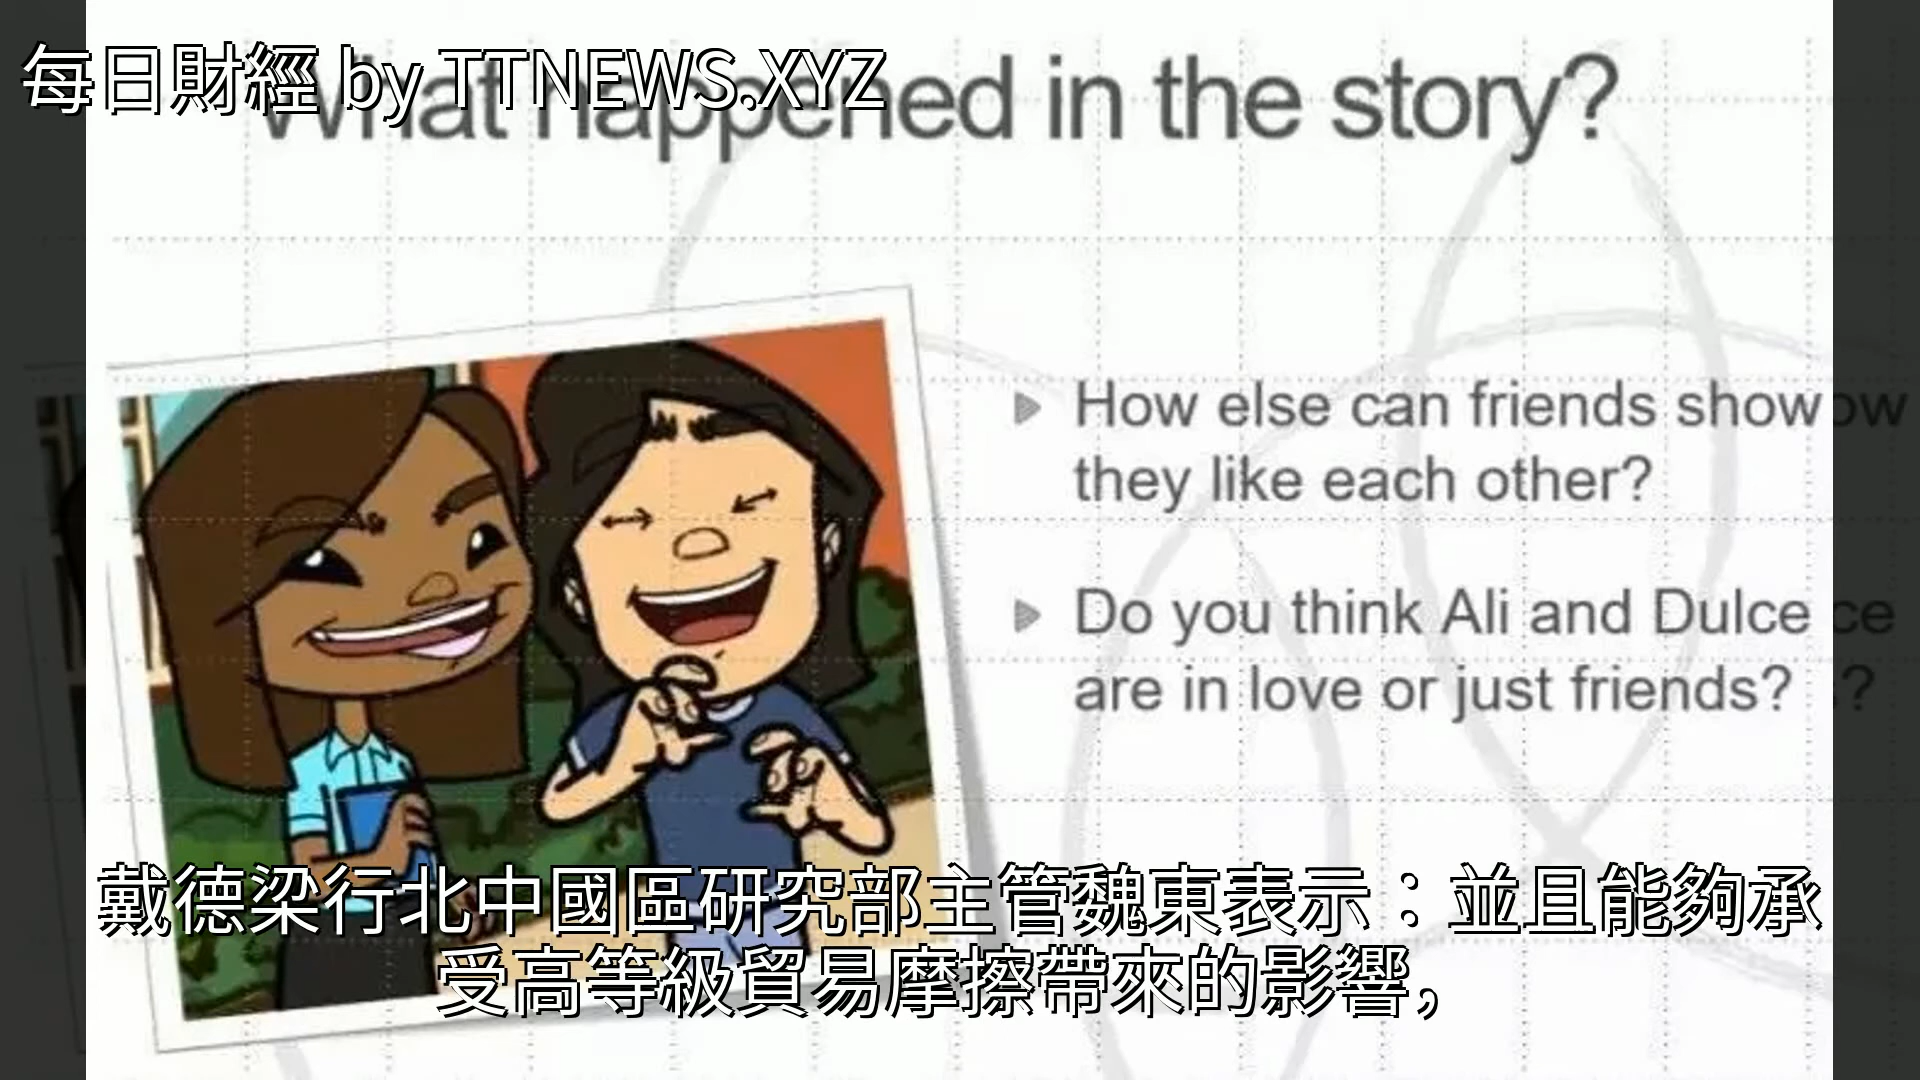 每日財經 by TTNEWS.XYZ
What happened in the story?
How else can friends show
they like each other?
Do you think Ali and Dulce
are in love or just friends?
戴德梁行北中國區研究部主管魏東表示：並且能夠承
受高等級貿易摩擦帶來的影響，